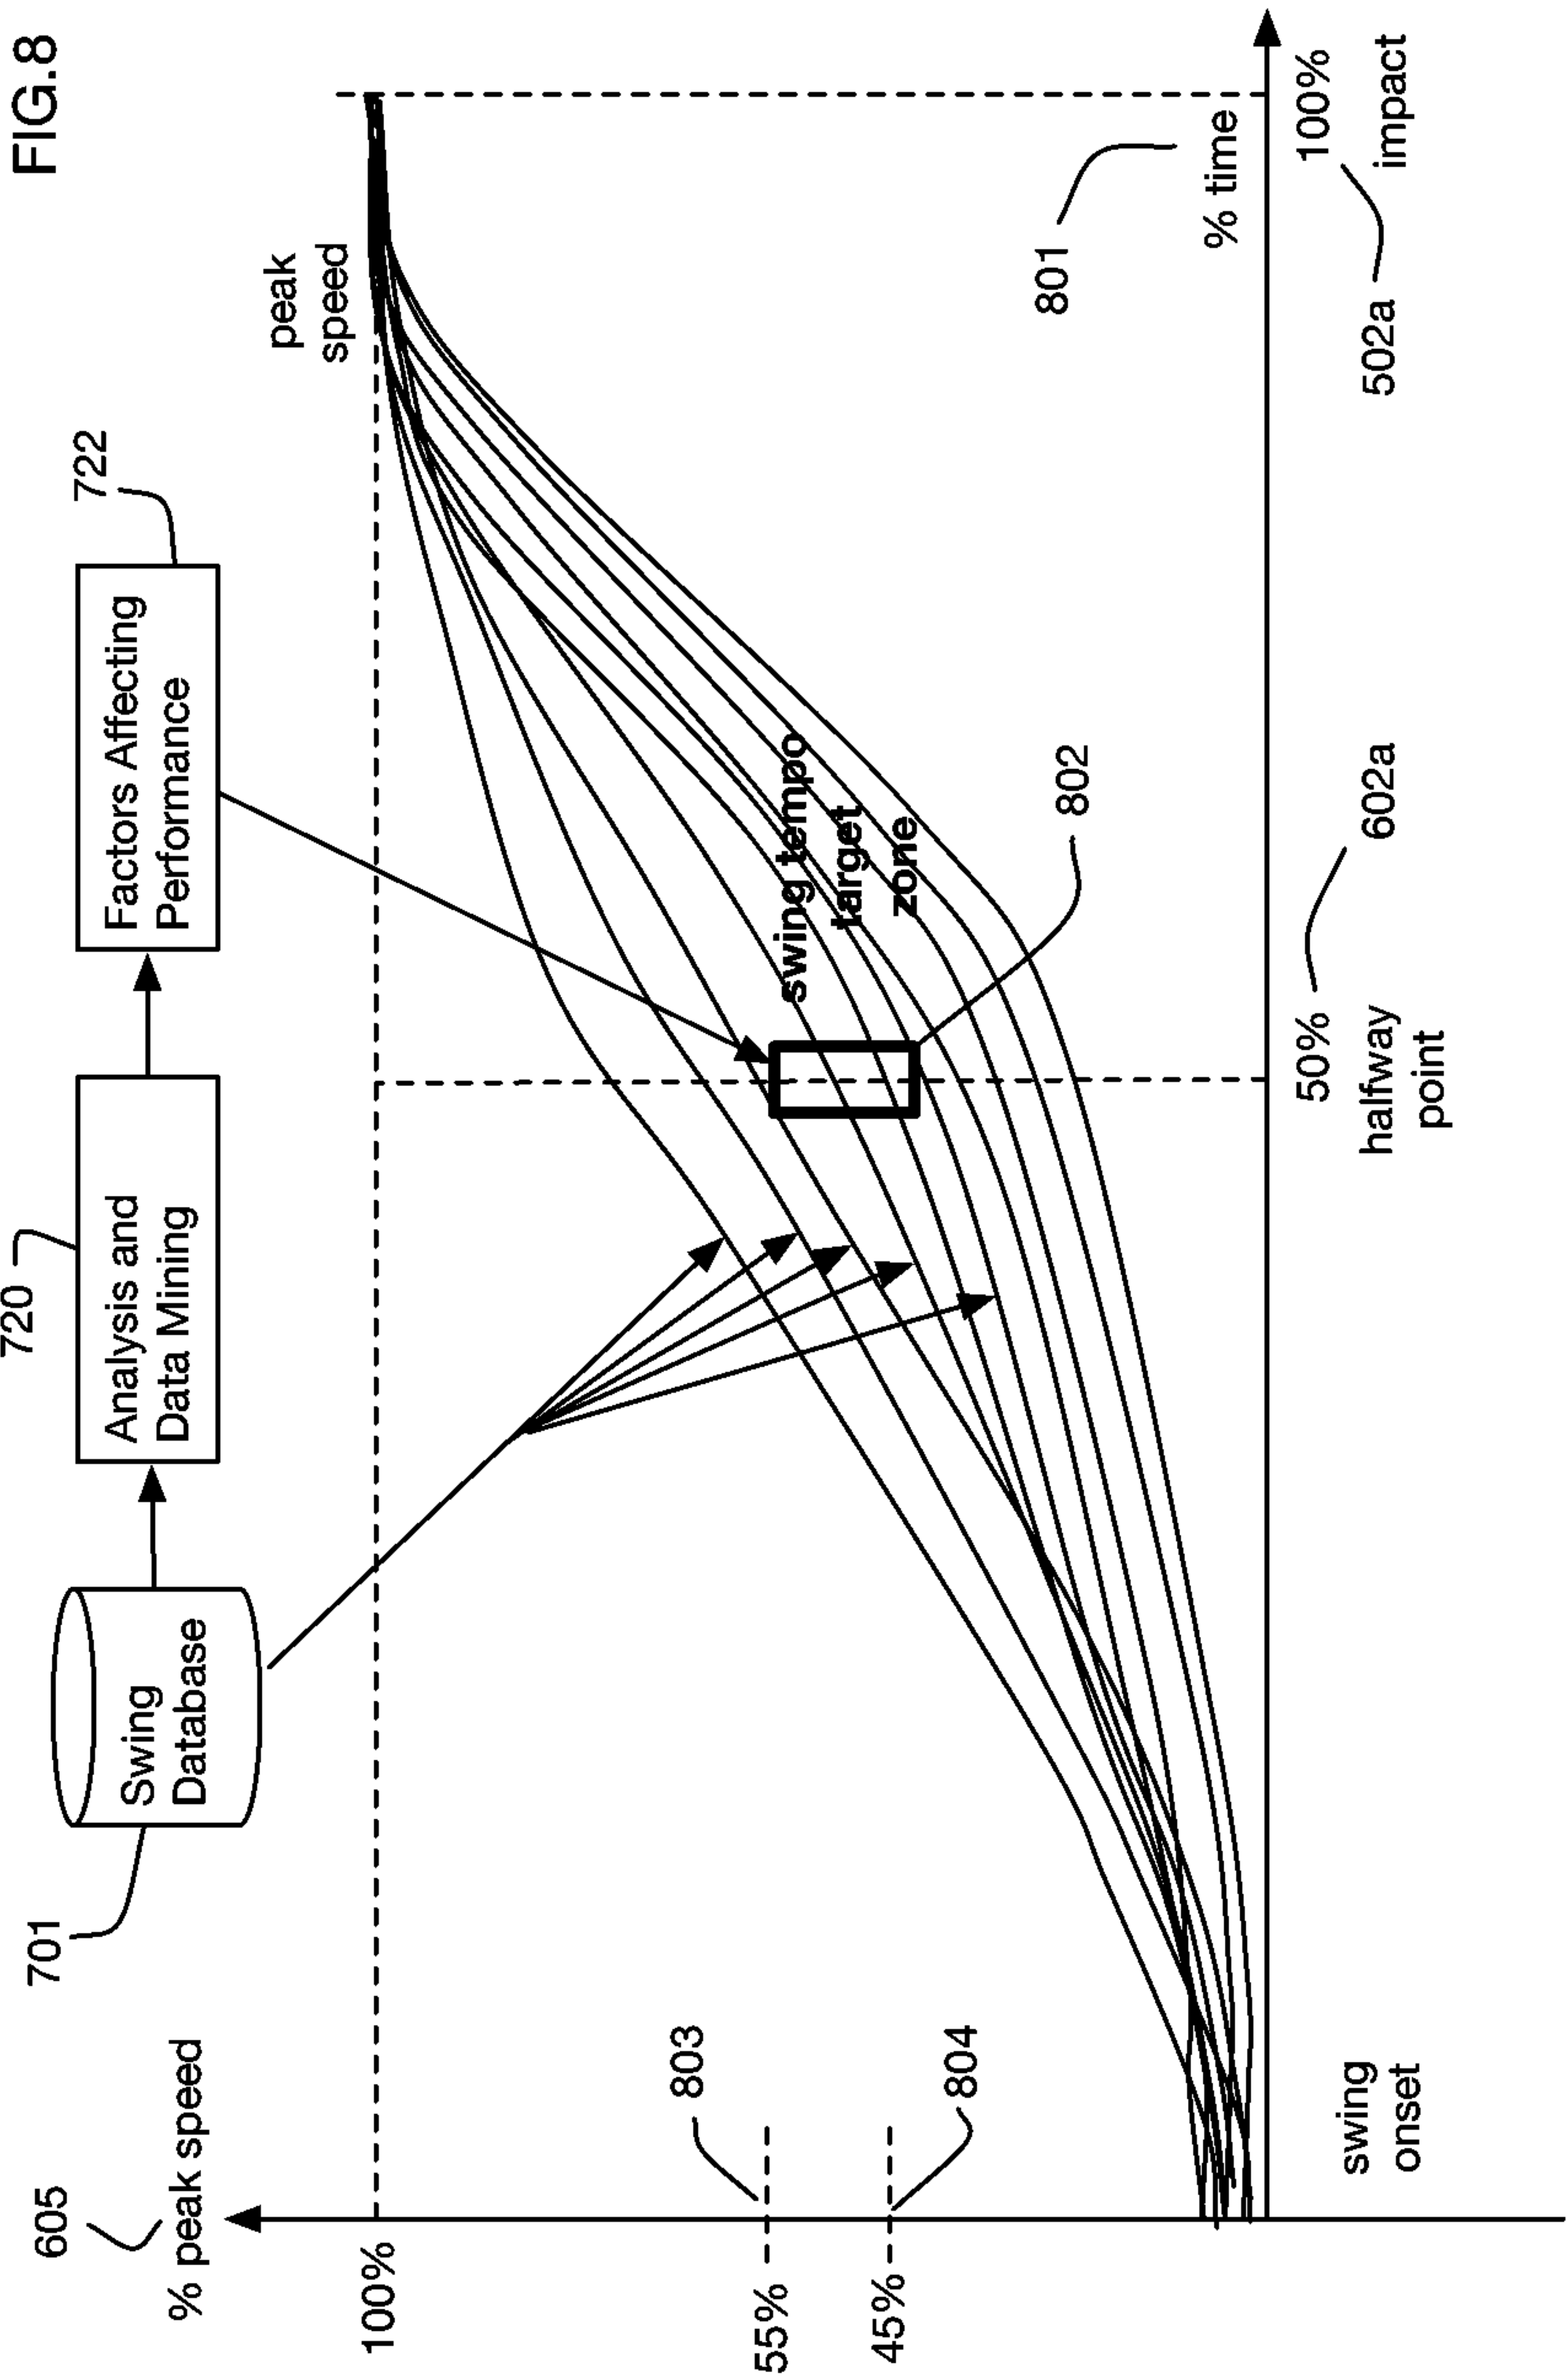 FIG.8
701
720
722
Swing
Database
Analysis and
Data Mining
Factors Affecting
Performance
605
% peak speed
peak
speed
100%
803
55%
804
45%
swing tempo
target
zone
802
801
% time
swing
onset
50%
halfway
point
602a
100%
impact
502a